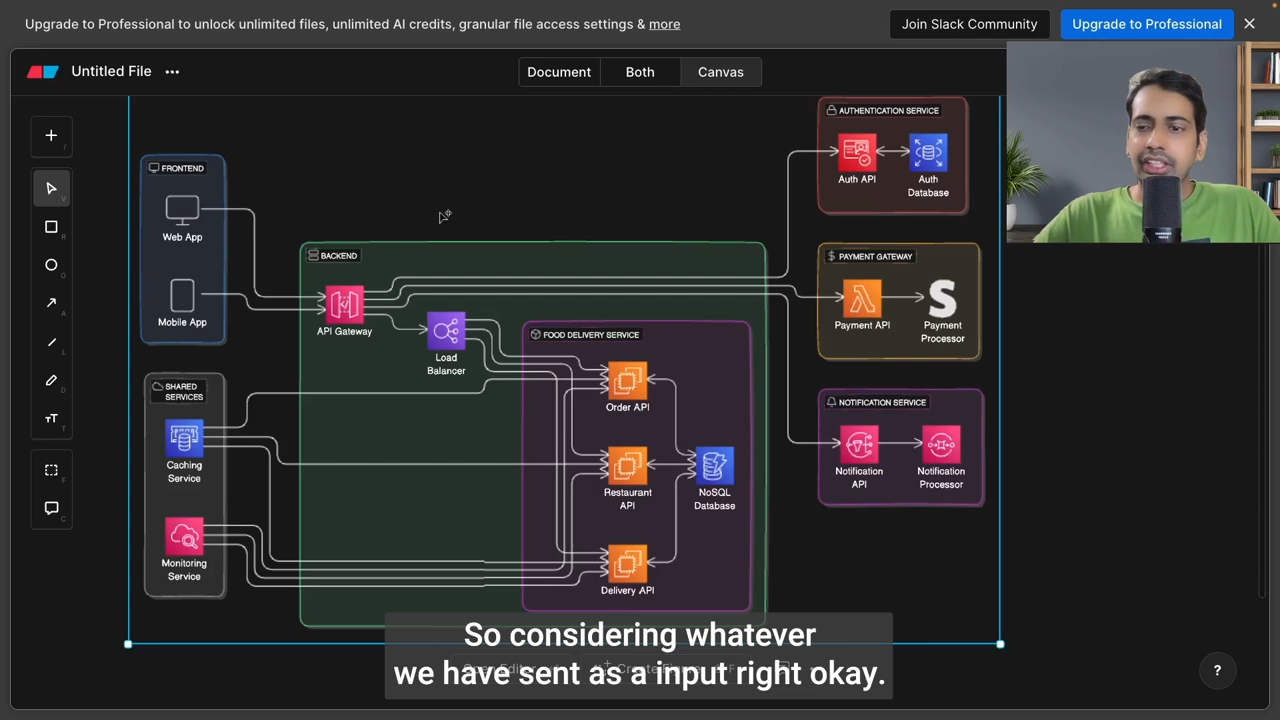 Upgrade to Professional to unlock unlimited files, unlimited AI credits, granular file access settings & more
Join Slack Community
Upgrade to Professional
Untitled File
Document
Both
Canvas
AUTHENTICATION SERVICE
Auth API
Auth
Database
FRONTEND
Web App
Mobile App
BACKEND
API Gateway
Load
Balancer
FOOD DELIVERY SERVICE
Order API
Restaurant
API
NoSQL
Database
Delivery API
PAYMENT GATEWAY
Payment API
Payment
Processor
SHARED
SERVICES
Caching
Service
Monitoring
Service
NOTIFICATION SERVICE
Notification
API
Notification
Processor
So considering whatever
we have sent as a input right okay.
?